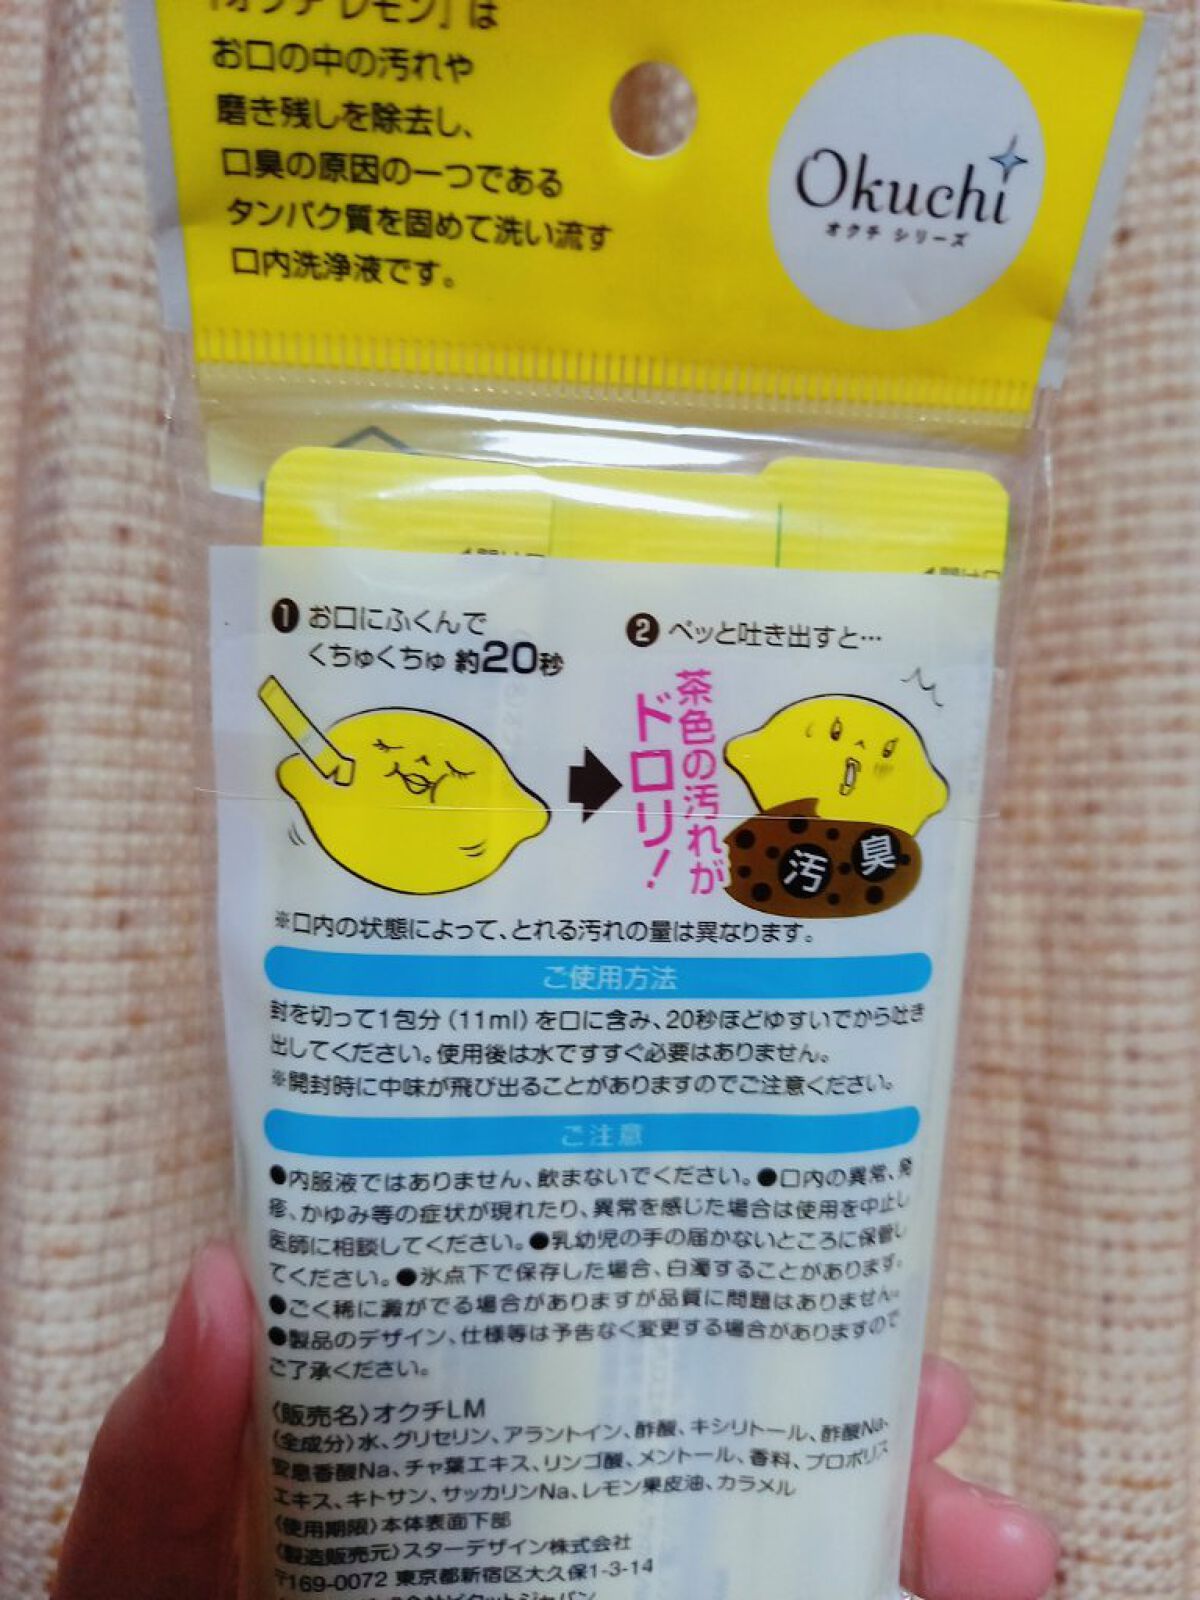 「オクチレモン」は
お口の中の汚れや
磨き残しを除去し、
口臭の原因の一つである
タンパク質を固めて洗い流す
口内洗浄液です。
Okuchi
オクチ シリーズ
❶ お口にふくんで
くちゅくちゅ 約20秒
❷ ペッと吐き出すと…
茶色の汚れが
ドロリ!
汚 臭
※口内の状態によって、とれる汚れの量は異なります。
ご使用方法
封を切って1包分(11ml)を口に含み、20秒ほどゆすいでから吐き
出してください。使用後は水ですすぐ必要はありません。
※開封時に中味が飛び出ることがありますのでご注意ください。
ご注意
●内服液ではありません、飲まないでください。●口内の異常、発
疹、かゆみ等の症状が現れたり、異常を感じた場合は使用を中止し
医師に相談してください。●乳幼児の手の届かないところに保管し
てください。●氷点下で保存した場合、白濁することがあります。
●ごく稀に澱がでる場合がありますが品質に問題はありません。
●製品のデザイン、仕様等は予告なく変更する場合がありますので
ご了承ください。
〈販売名〉オクチLM
〈全成分〉水、グリセリン、アラントイン、酢酸、キシリトール、酢酸Na、
安息香酸Na、チャ葉エキス、リンゴ酸、メントール、香料、プロポリス
エキス、キトサン、サッカリンNa、レモン果皮油、カラメル
〈使用期限〉本体表面下部
〈製造販売元〉スターデザイン株式会社
〒169-0072 東京都新宿区大久保1-3-14